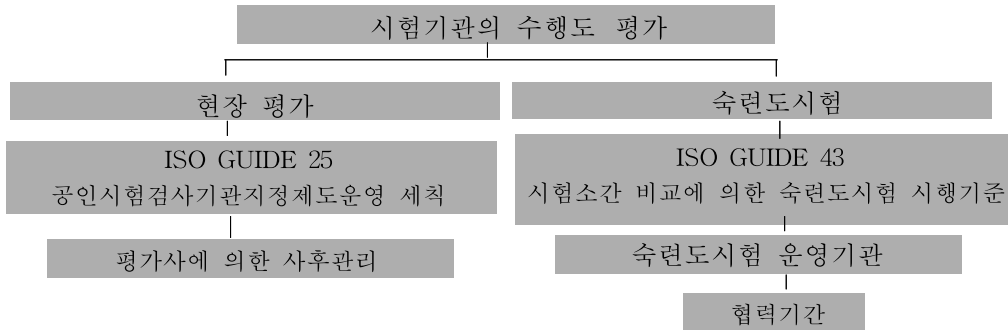 시험기관의 수행도 평가
현장 평가
숙련도시험
ISO GUIDE 25
공인시험검사기관지정제도운영 세칙
ISO GUIDE 43
시험소간 비교에 의한 숙련도시험 시행기준
평가사에 의한 사후관리
숙련도시험 운영기관
협력기간